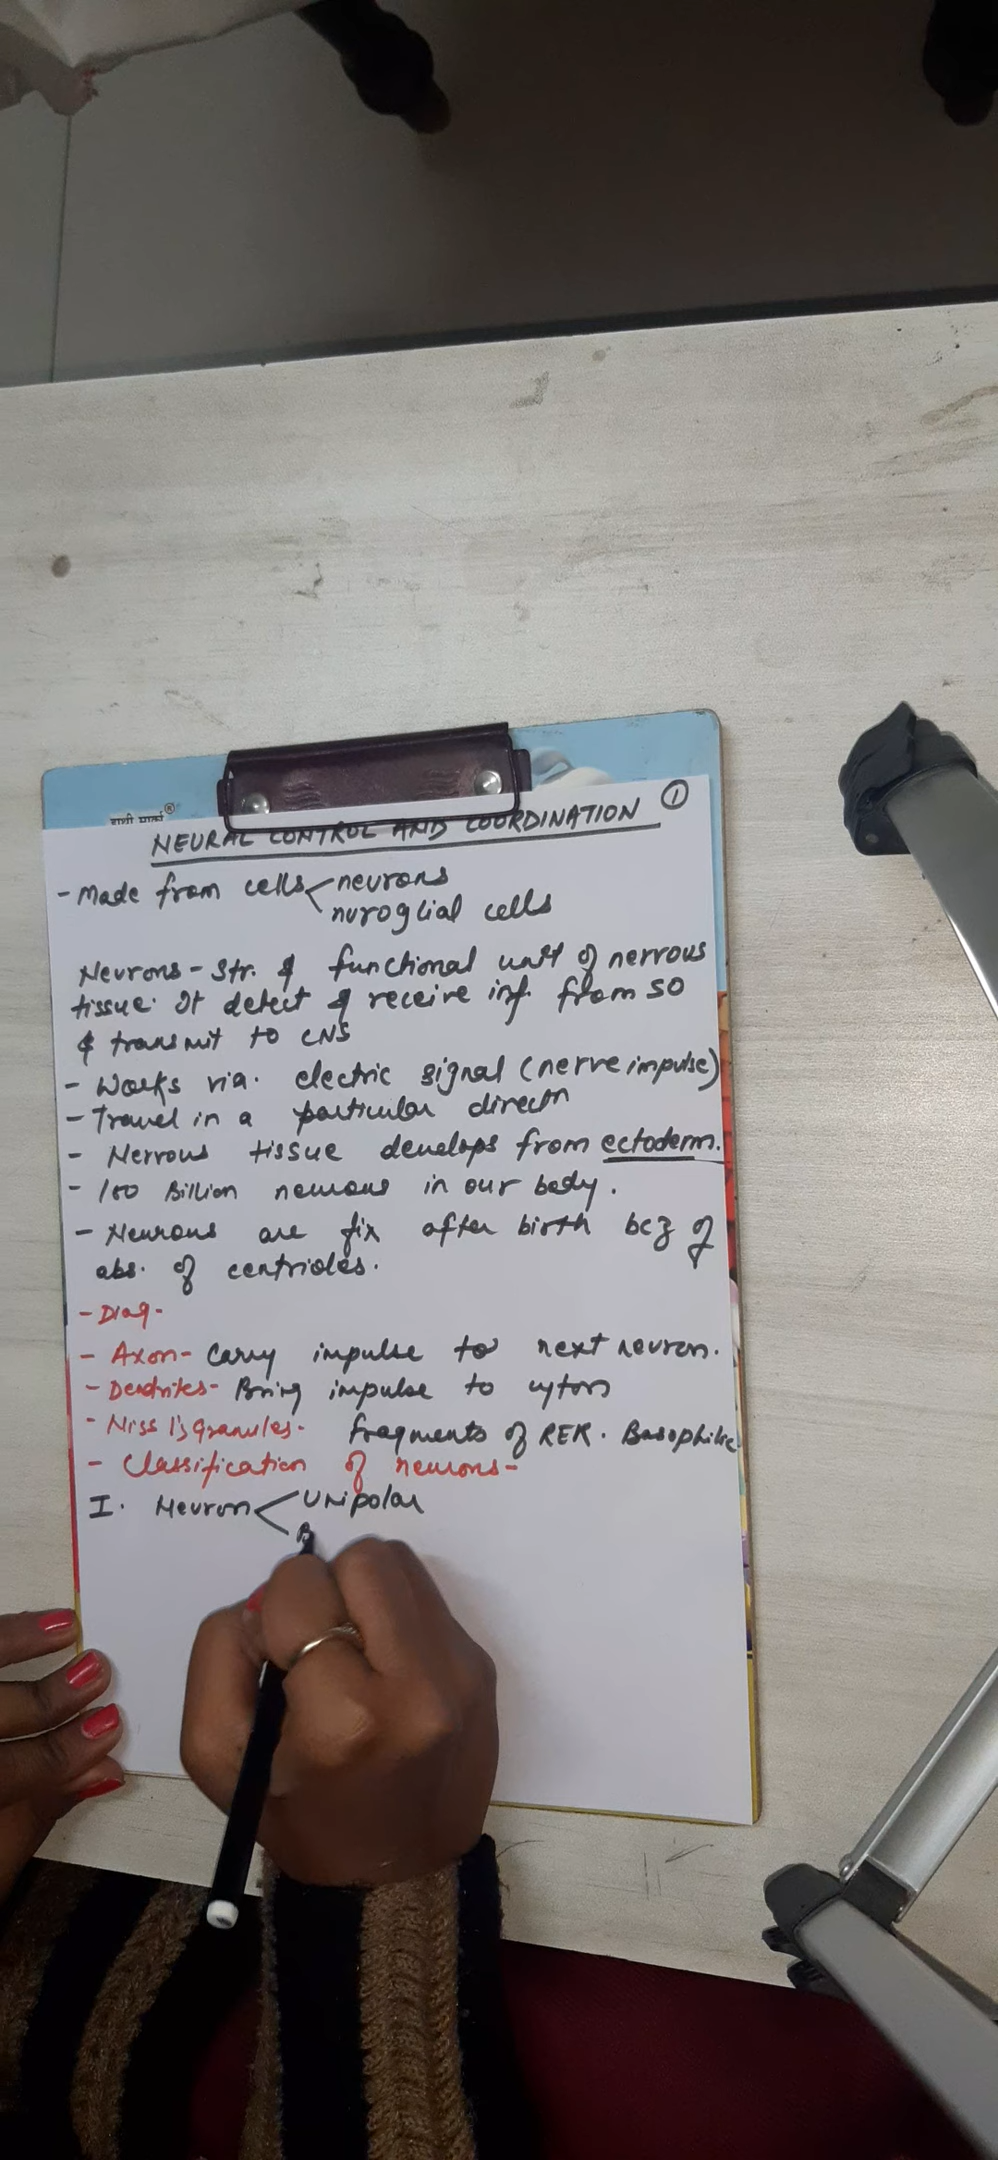 हाथी मार्का®
NEURAL CONTROL AND COORDINATION ①
- Made from cells < neurons
nuroglial cells
Neurons - Str. & functional unit of nervous
tissue. It detect & receive inf. from SO
& transmit to CNS
- Works via. electric signal (nerve impulse)
- Travel in a particular directn
- Nervous tissue develops from ectoderm.
- 100 Billion neurons in our body.
- Neurons are fix after birth bcz of
abs. of centrioles.
- Diag -
- Axon - Carry impulse to next neuron.
- Dendrites - Bring impulse to cyton
- Nissl's granules - fragments of RER. Basophilic
- Classification of neurons -
I. Neuron < Unipolar
B